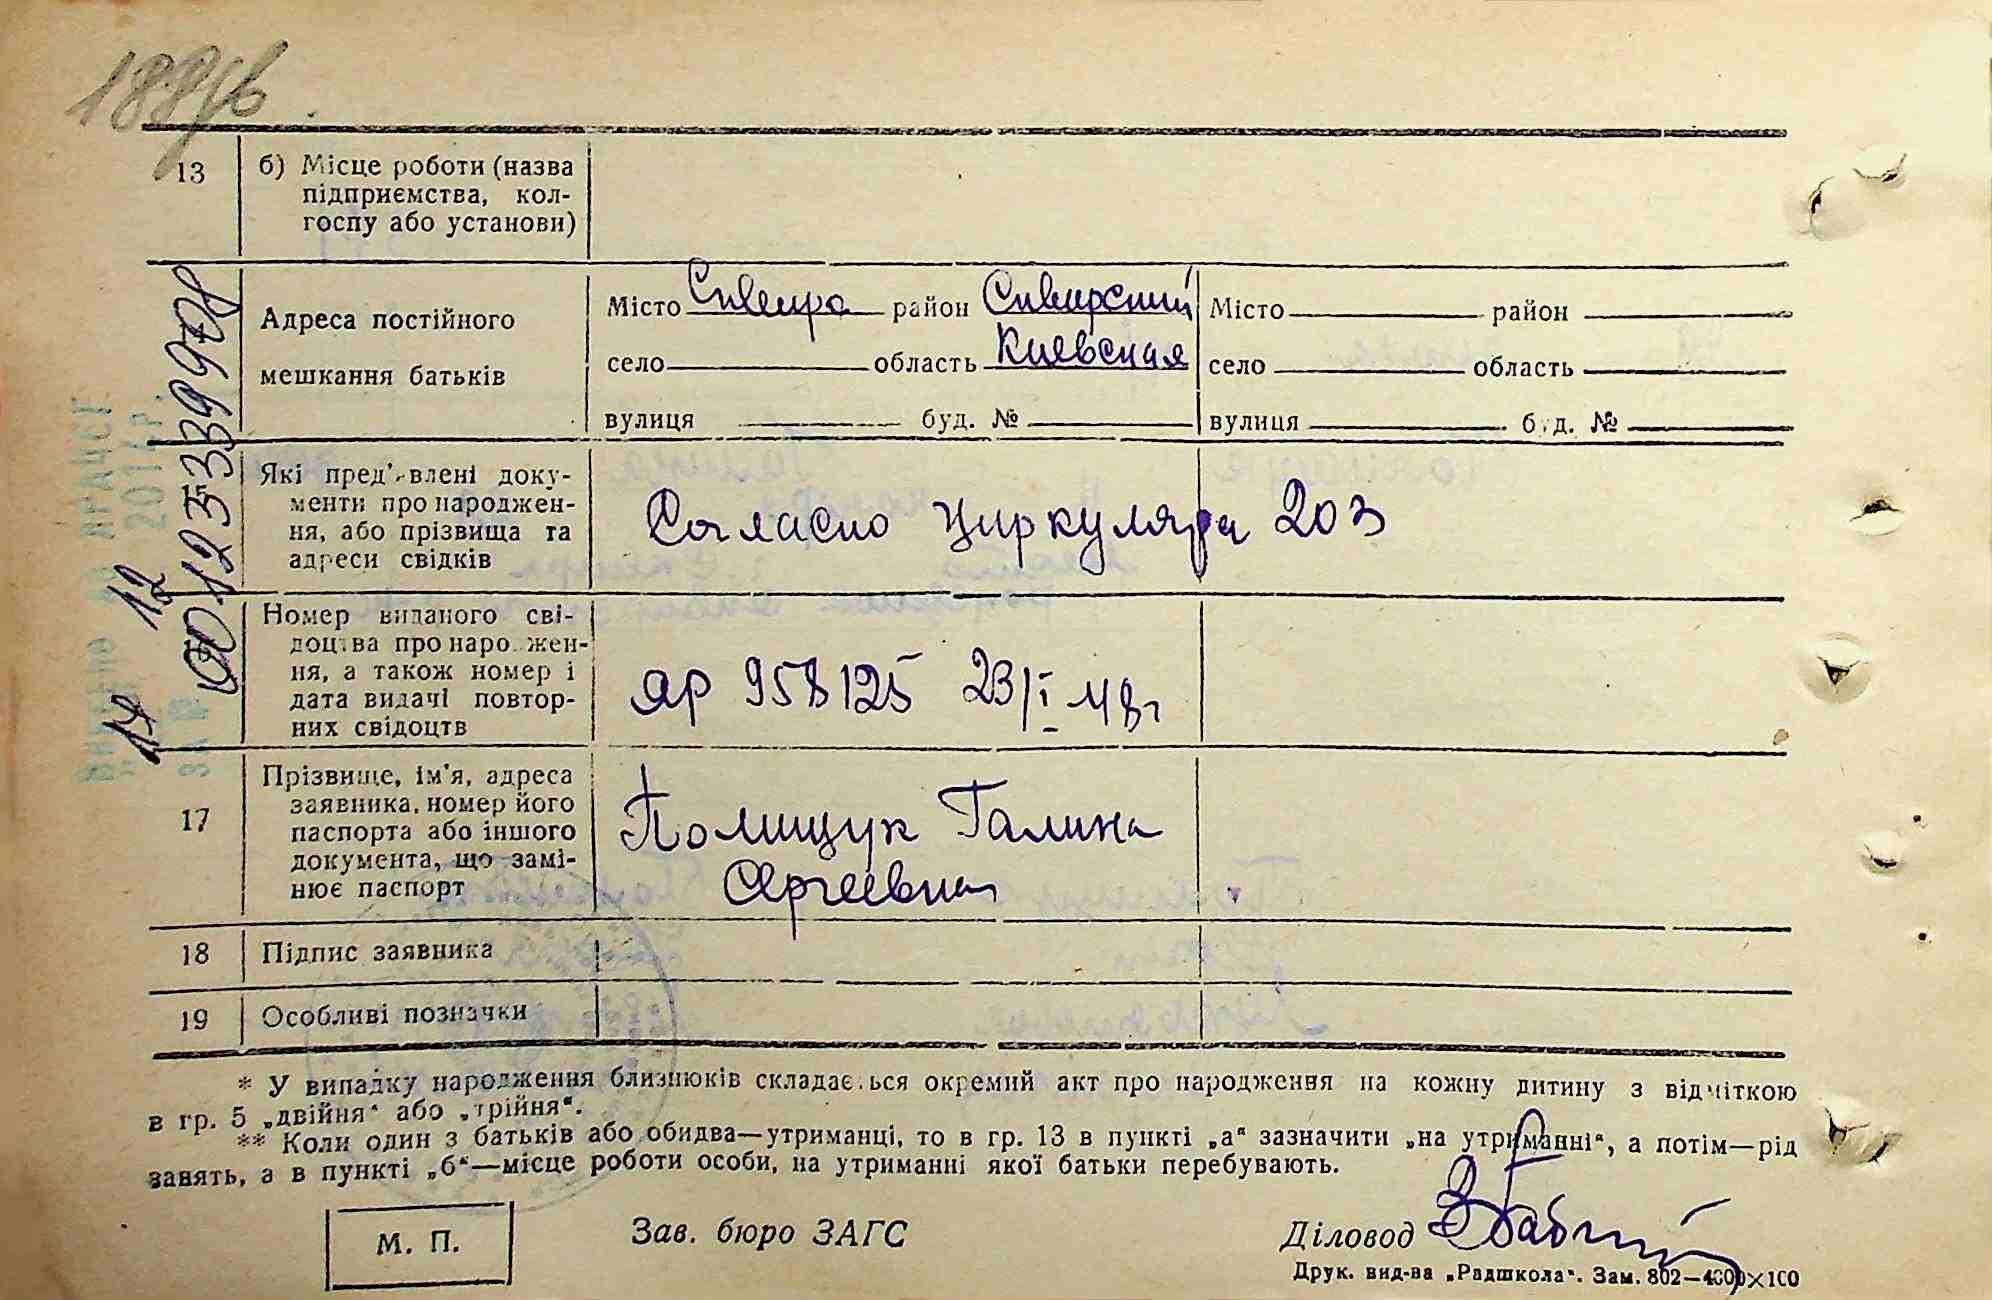 13 б) Місце роботи (назва
підприємства, кол-
госпу або установи)
Адреса постійного
мешкання батьків
Місто Сквира район Сквирский
село область Киевская
вулиця буд. №
Місто район
село область
вулиця буд. №
Які пред'явлені доку-
менти про народжен-
ня, або прізвища та
адреси свідків
Согласно циркуляра 203
Номер виданого сві-
доцтва про народжен-
ня, а також номер і
дата видачі повтор-
них свідоцтв
ЯР 958125 23/I 48г
17 Прізвище, ім'я, адреса
заявника, номер його
паспорта або іншого
документа, що замі-
нює паспорт
Полищук Галина
Сергеевна
18 Підпис заявника
19 Особливі позначки
* У випадку народження близнюків складається окремий акт про народження на кожну дитину з відміткою
в гр. 5 „двійня“ або „трійня“.
** Коли один з батьків або обидва—утриманці, то в гр. 13 в пункті „а“ зазначити „на утриманні“, а потім—рід
занять, а в пункті „б“—місце роботи особи, на утриманні якої батьки перебувають.
М. П.
Зав. бюро ЗАГС
Діловод
Друк. вид-ва „Радшкола“. Зам. 802—4000×100